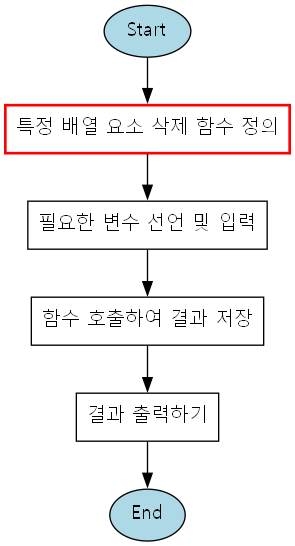 Start
특정 배열 요소 삭제 함수 정의
필요한 변수 선언 및 입력
함수 호출하여 결과 저장
결과 출력하기
End